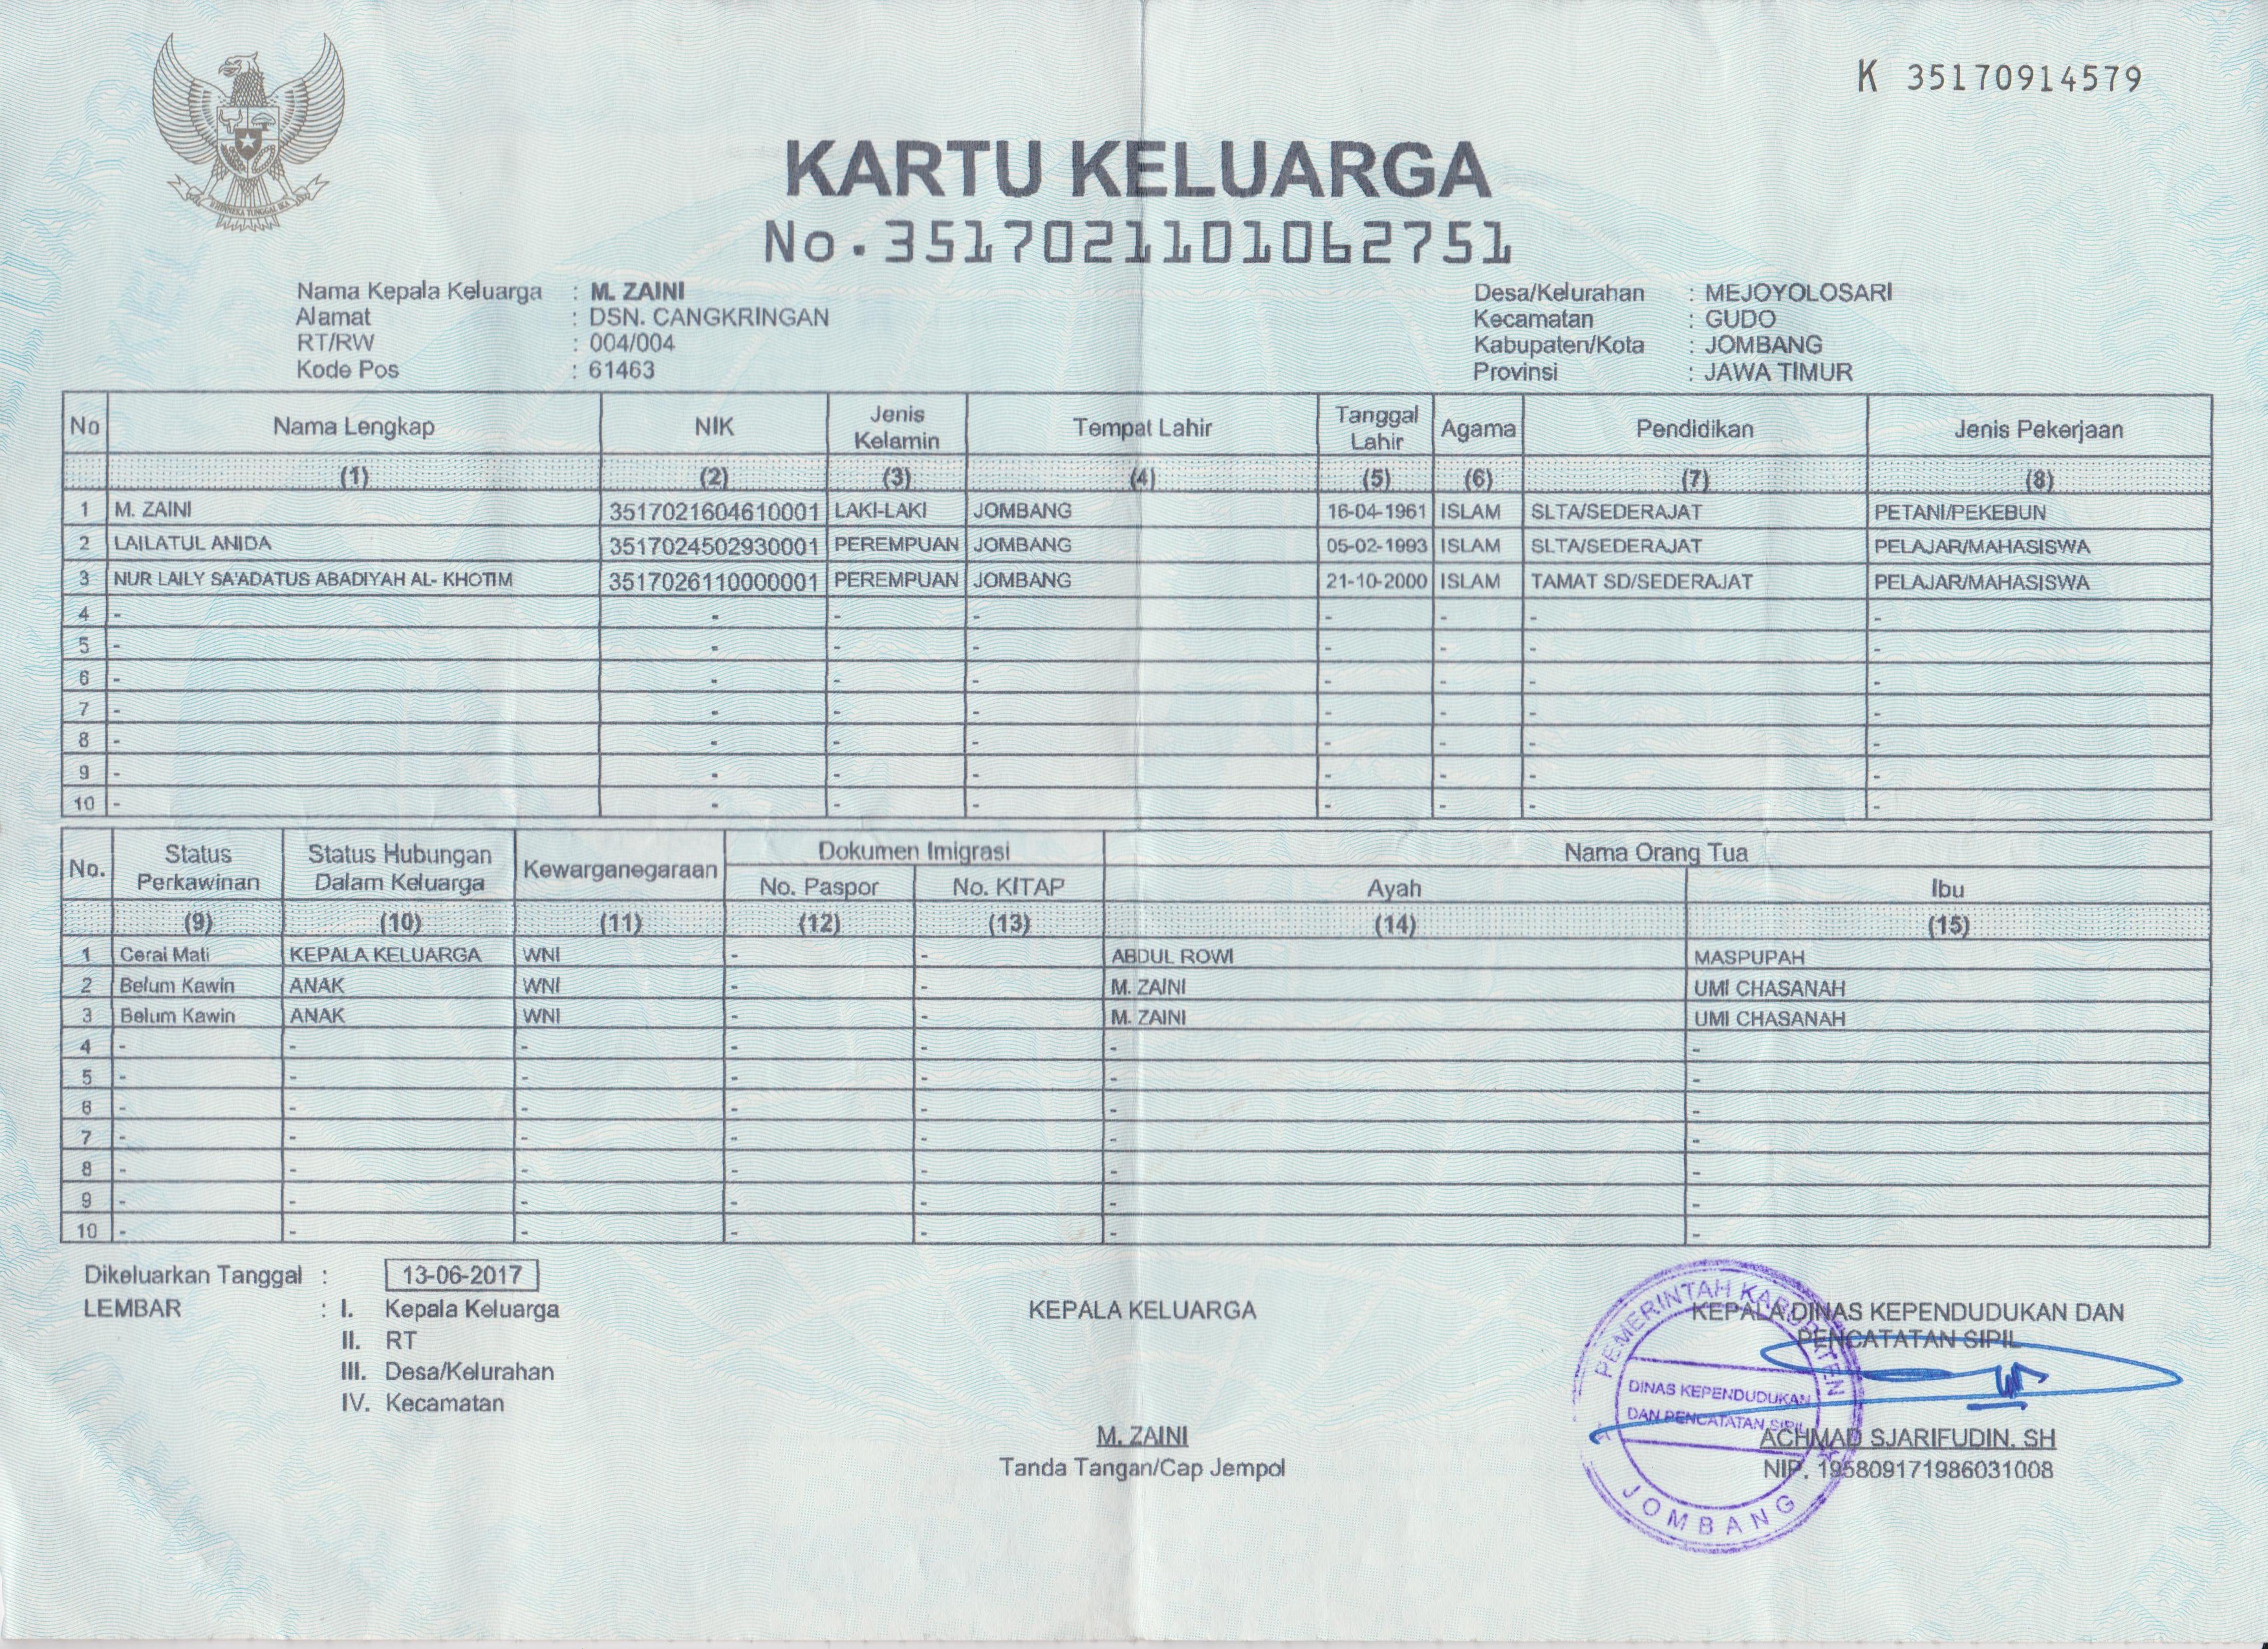 K 35170914579
KARTU KELUARGA
No.3517021101062751
Nama Kepala Keluarga : M. ZAINI
Alamat : DSN. CANGKRINGAN
RT/RW : 004/004
Kode Pos : 61463
Desa/Kelurahan : MEJOYOLOSARI
Kecamatan : GUDO
Kabupaten/Kota : JOMBANG
Provinsi : JAWA TIMUR
No Nama Lengkap NIK Jenis Kelamin Tempat Lahir Tanggal Lahir Agama Pendidikan Jenis Pekerjaan
(1) (2) (3) (4) (5) (6) (7) (8)
1 M. ZAINI 3517021604610001 LAKI-LAKI JOMBANG 16-04-1961 ISLAM SLTA/SEDERAJAT PETANI/PEKEBUN
2 LAILATUL ANIDA 3517024502930001 PEREMPUAN JOMBANG 05-02-1993 ISLAM SLTA/SEDERAJAT PELAJAR/MAHASISWA
3 NUR LAILY SA'ADATUS ABADIYAH AL- KHOTIM 3517026110000001 PEREMPUAN JOMBANG 21-10-2000 ISLAM TAMAT SD/SEDERAJAT PELAJAR/MAHASISWA
4 - - - - - - - -
5 - - - - - - - -
6 - - - - - - - -
7 - - - - - - - -
8 - - - - - - - -
9 - - - - - - - -
10 - - - - - - - -
No. Status Perkawinan Status Hubungan Dalam Keluarga Kewarganegaraan Dokumen Imigrasi Nama Orang Tua
No. Paspor No. KITAP Ayah Ibu
(9) (10) (11) (12) (13) (14) (15)
1 Cerai Mati KEPALA KELUARGA WNI - - ABDUL ROWI MASPUPAH
2 Belum Kawin ANAK WNI - - M. ZAINI UMI CHASANAH
3 Belum Kawin ANAK WNI - - M. ZAINI UMI CHASANAH
4 - - - - - - -
5 - - - - - - -
6 - - - - - - -
7 - - - - - - -
8 - - - - - - -
9 - - - - - - -
10 - - - - - - -
Dikeluarkan Tanggal : 13-06-2017
LEMBAR : I. Kepala Keluarga
II. RT
III. Desa/Kelurahan
IV. Kecamatan
KEPALA KELUARGA
M. ZAINI
Tanda Tangan/Cap Jempol
KEPALA DINAS KEPENDUDUKAN DAN
PENCATATAN SIPIL
ACHMAD SJARIFUDIN. SH
NIP. 195809171986031008
PEMERINTAH KABUPATEN
DINAS KEPENDUDUKAN
DAN PENCATATAN SIPIL
JOMBANG